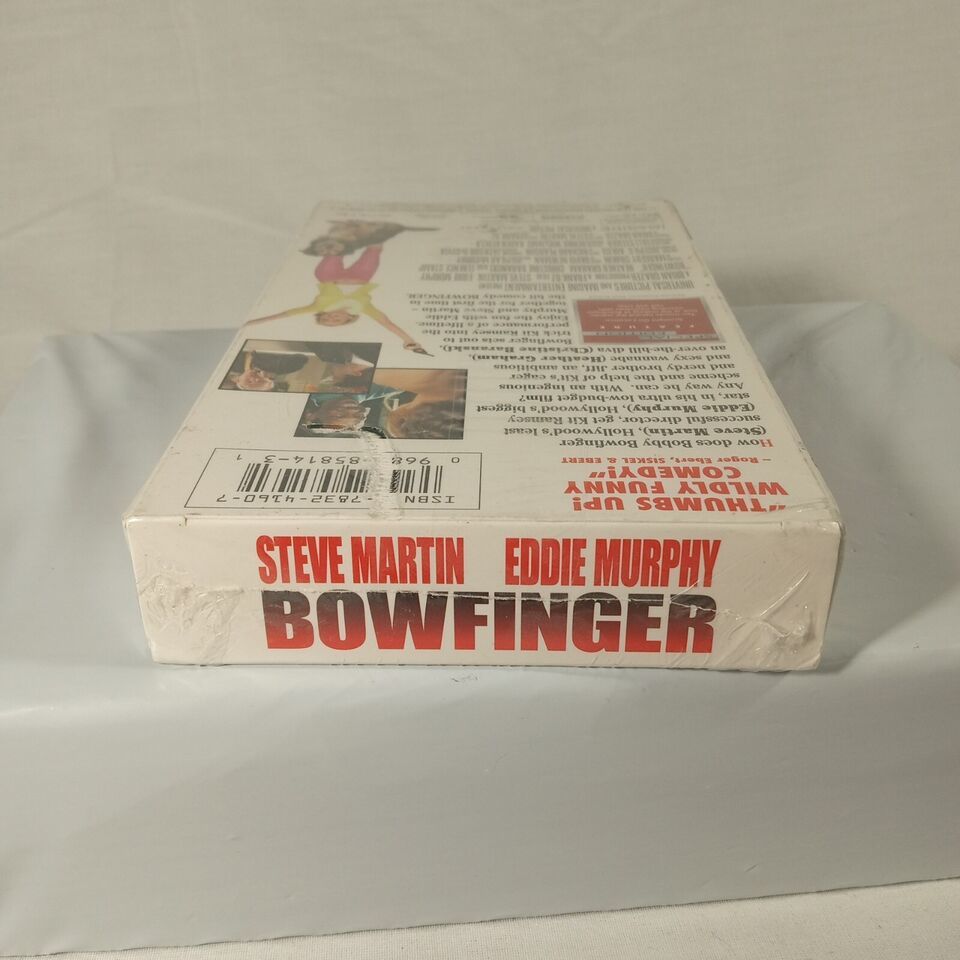 STEVE MARTIN EDDIE MURPHY
BOWFINGER
"THUMBS UP!
WILDLY FUNNY
COMEDY!"
– Roger Ebert, SISKEL & EBERT
How does Bobby Bowfinger
(Steve Martin), Hollywood's least
successful director, get Kit Ramsey
(Eddie Murphy), Hollywood's biggest
star, in his ultra low-budget film?
Any way he can. With an ingenious
scheme and the help of Kit's eager
and nerdy brother Jiff, an ambitious
and sexy wannabe (Heather Graham),
an over-the-hill diva (Christine Baranski),
Bowfinger sets out to
trick Kit Ramsey into the
performance of a lifetime.
Enjoy the fun with Eddie
Murphy and Steve Martin –
together for the first time in
the hit comedy BOWFINGER.
FEATURE
UNIVERSAL PICTURES AND IMAGINE ENTERTAINMENT
ISBN -7832-4160-7
0 968 85814-3 1